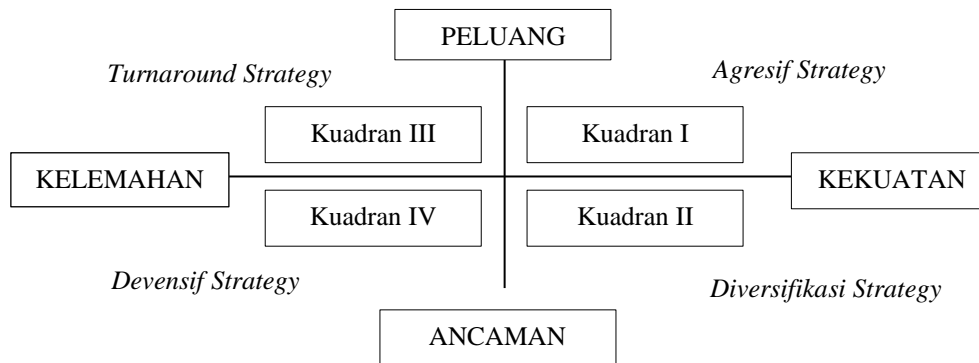 PELUANG
Turnaround Strategy
Agresif Strategy
Kuadran III
Kuadran I
KELEMAHAN
KEKUATAN
Kuadran IV
Kuadran II
Devensif Strategy
Diversifikasi Strategy
ANCAMAN